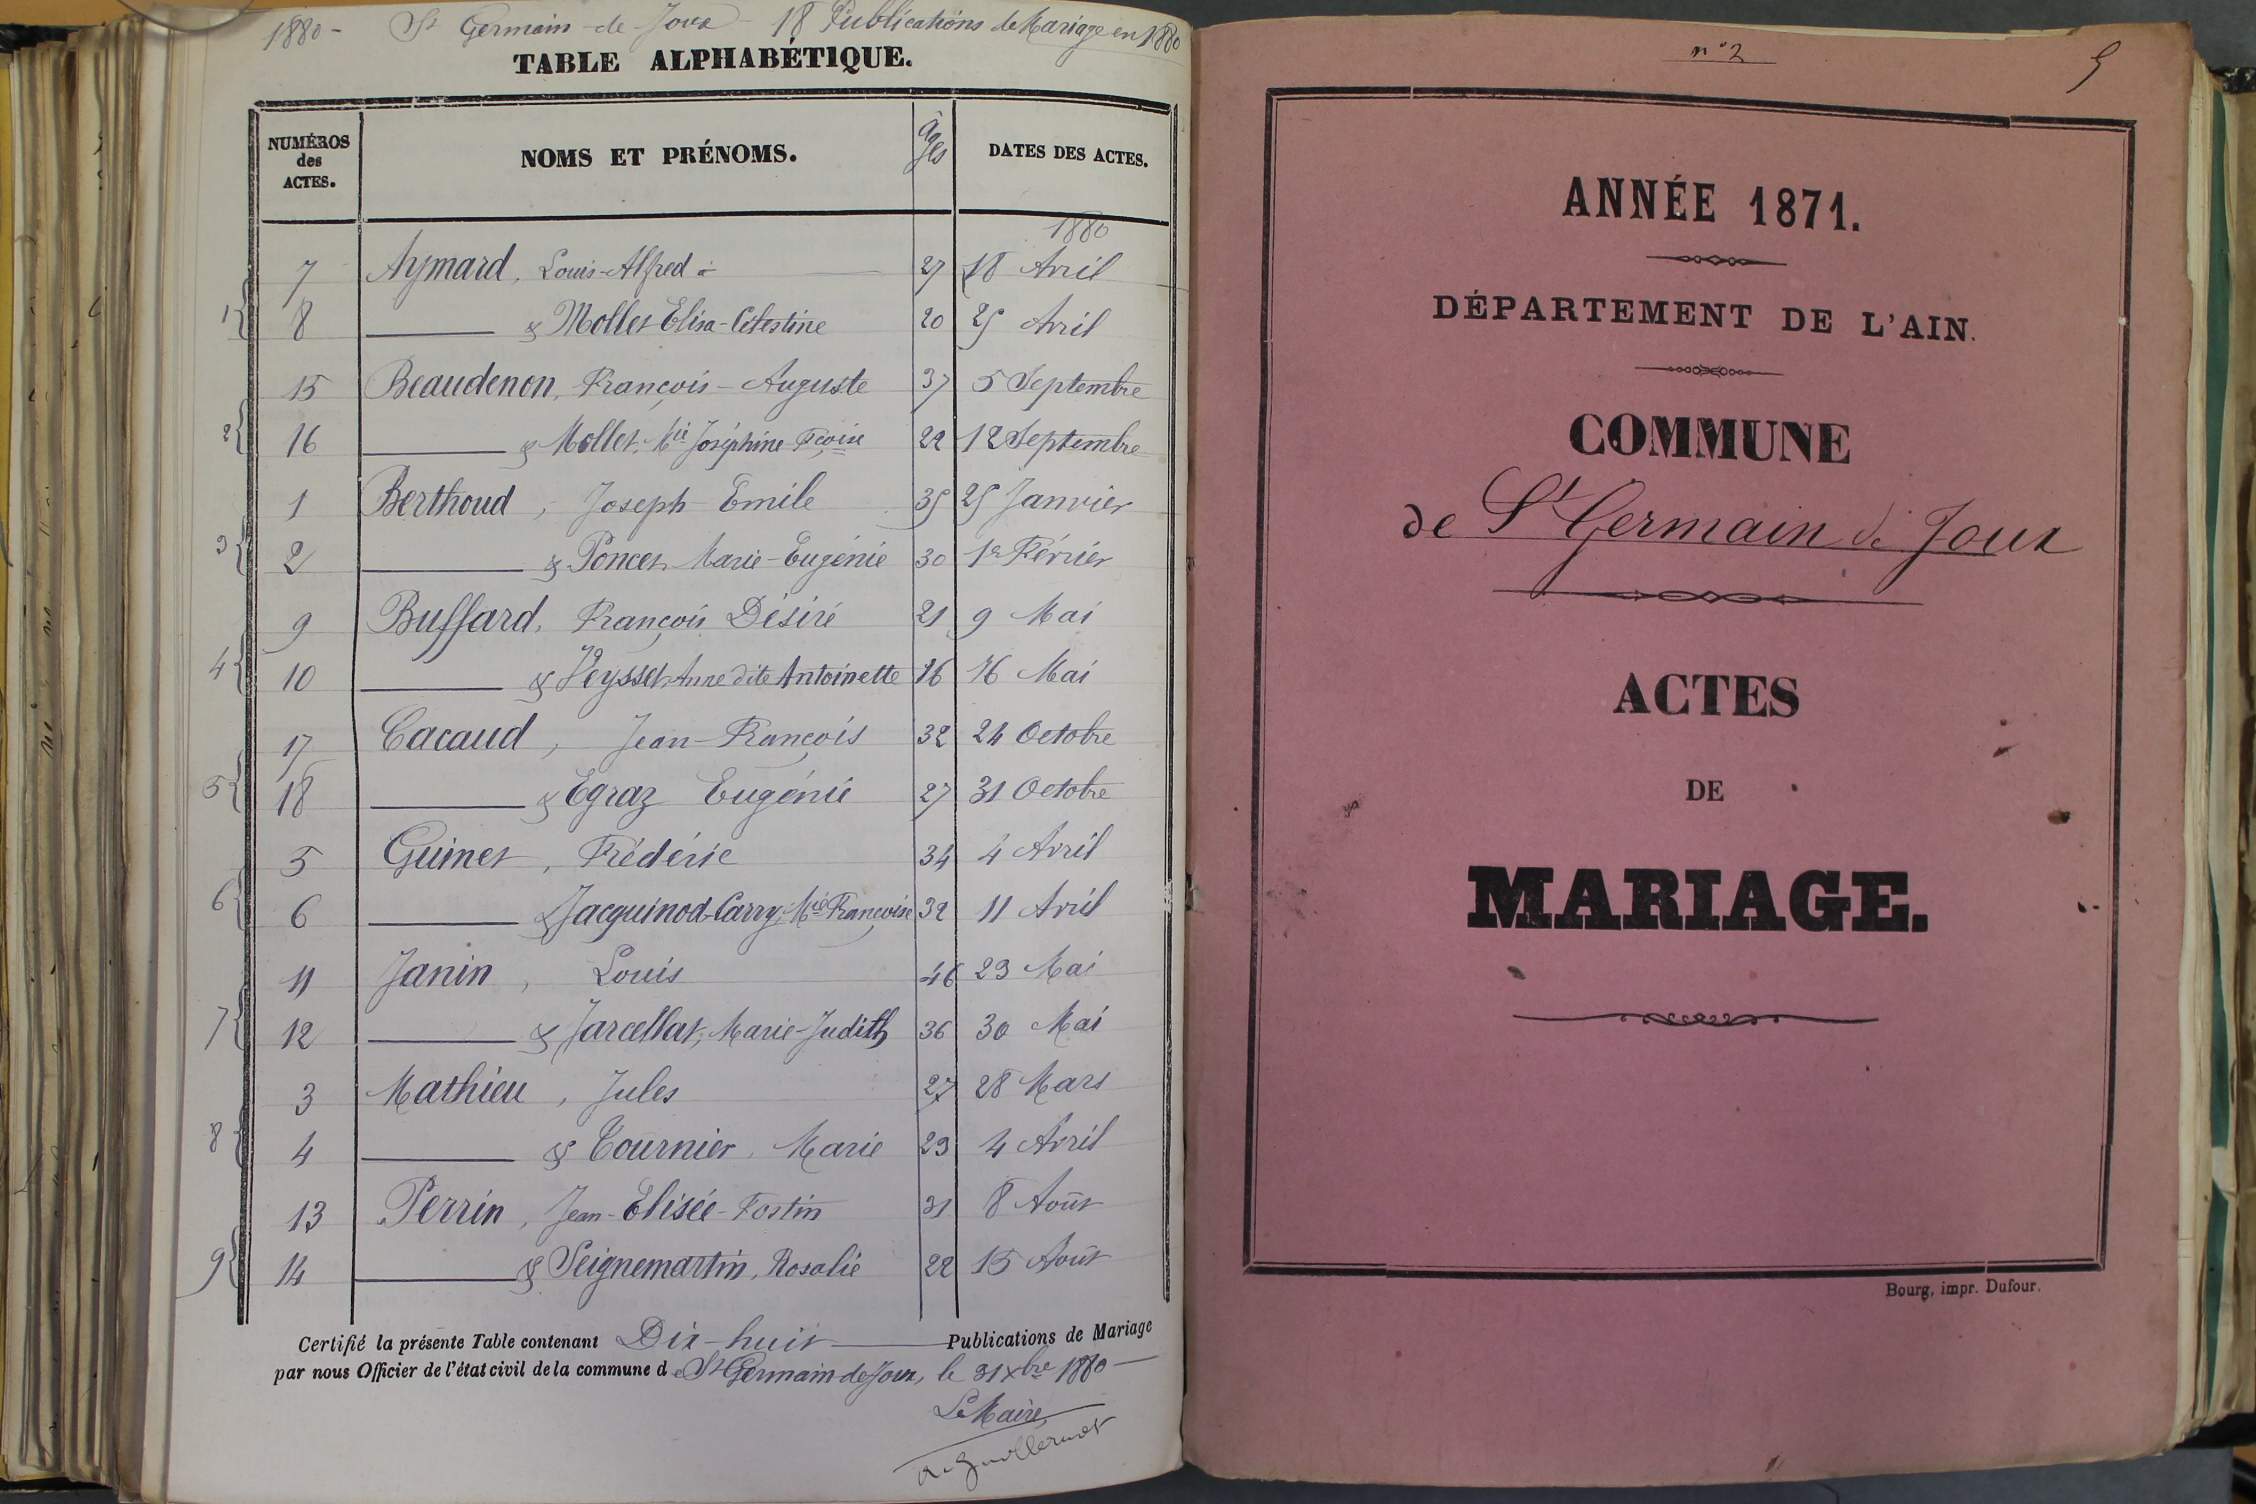 1880 - St Germain-de Joux - 18 Publications de Mariage en 1880
TABLE ALPHABÉTIQUE.
NUMÉROS des ACTES. NOMS ET PRÉNOMS. âges DATES DES ACTES.
1880
7 Aymard, Louis-Alfred & 27 18 Avril
1{ 8 & Mollet Elisa-Célestine 20 25 Avril
15 Beaudenon, François-Auguste 37 5 Septembre
2{ 16 & Mollet, Mie Joséphine Fçoise 22 12 Septembre
1 Berthoud, Joseph-Emile 35 25 Janvier
3{ 2 & Poncet, Marie-Eugénie 30 1er Février
9 Buffard, François Désiré 21 9 Mai
4{ 10 & Veysset, Anne dite Antoinette 16 16 Mai
17 Cacaud, Jean-François 32 24 Octobre
5{ 18 & Egraz Eugénie 27 31 Octobre
5 Guinet, Frédéric 34 4 Avril
6{ 6 & Jacquinod-Carry, Mie Françoise 32 11 Avril
11 Janin, Louis 46 23 Mai
7{ 12 & Jarcellat, Marie-Judith 36 30 Mai
3 Mathieu, Jules 27 28 Mars
8{ 4 & Tournier, Marie 23 4 Avril
13 Perrin, Jean-Elisée-Fostin 31 8 Août
9{ 14 & Seignemartin, Rosalie 22 15 Août
Certifié la présente Table contenant Dix-huit Publications de Mariage
par nous Officier de l'état civil de la commune de St Germain-de-Joux, le 31 Xbre 1880
Le Maire,
n° 2
5
ANNÉE 1871.
DÉPARTEMENT DE L'AIN.
COMMUNE
de St Germain de Joux
ACTES
DE
MARIAGE.
Bourg, impr. Dufour.